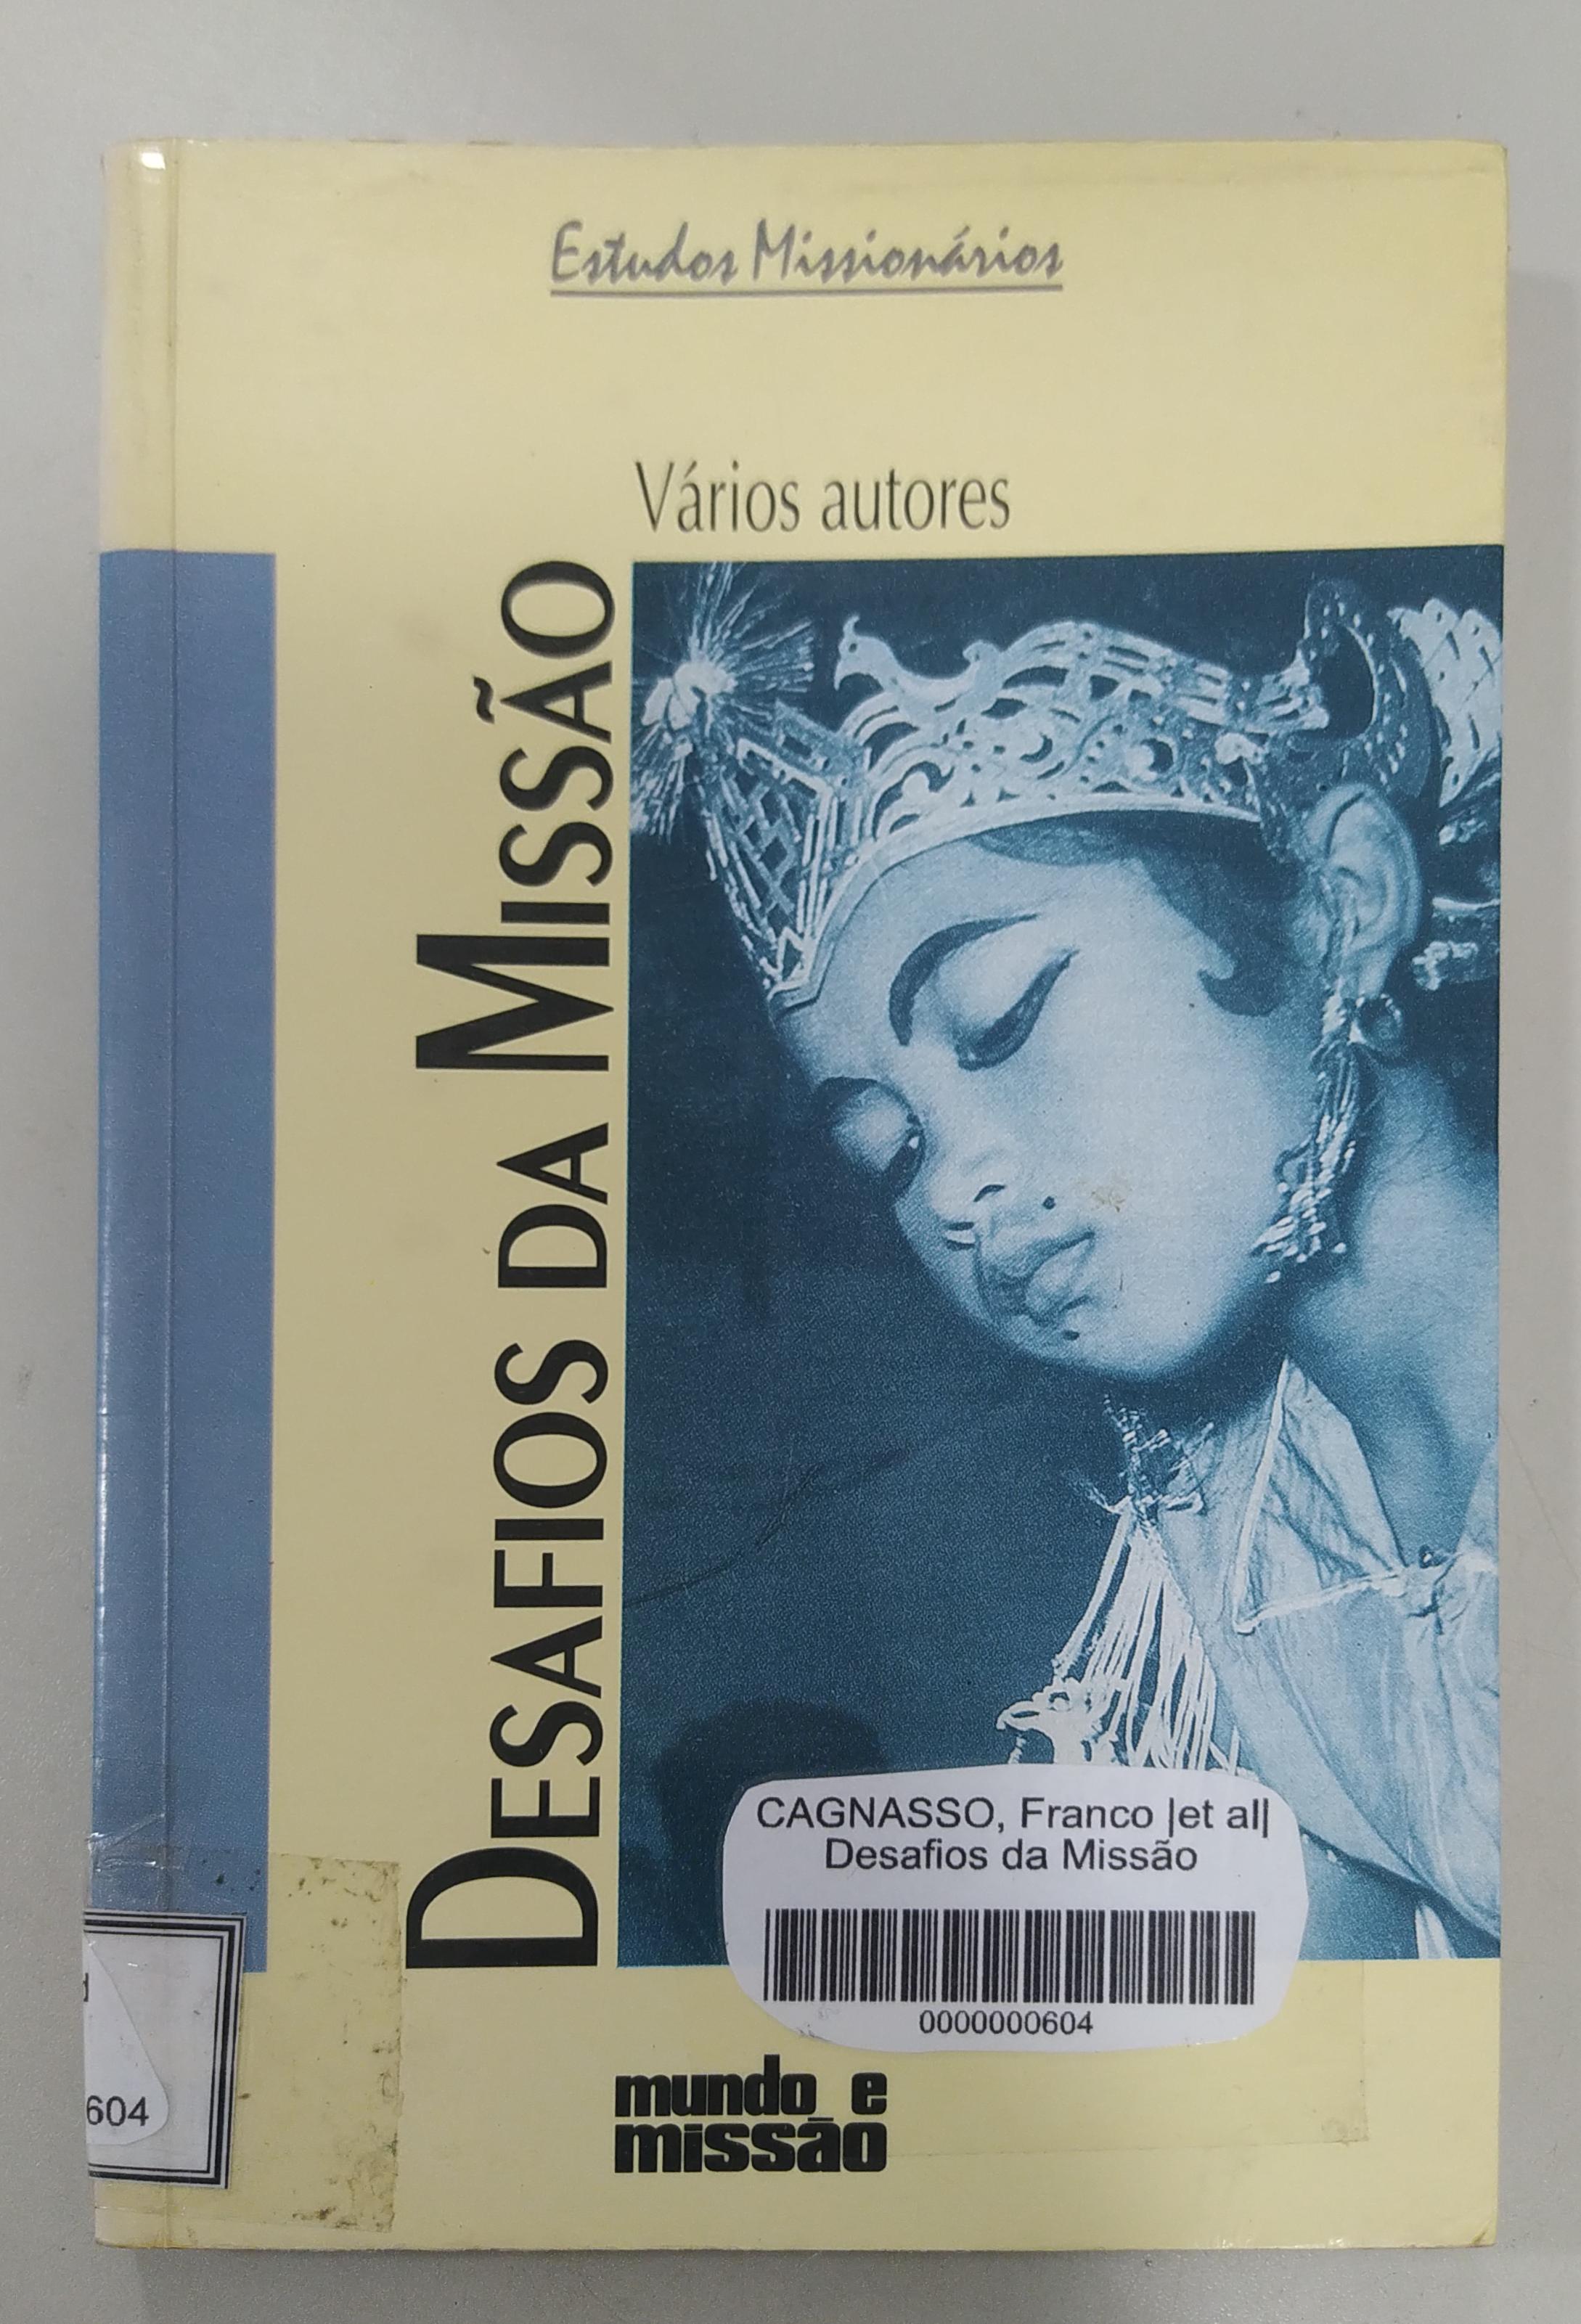 Estudos Missionários
Vários autores
DESAFIOS DA MISSÃO
CAGNASSO, Franco |et al|
Desafios da Missão
0000000604
mundo e
missão
604